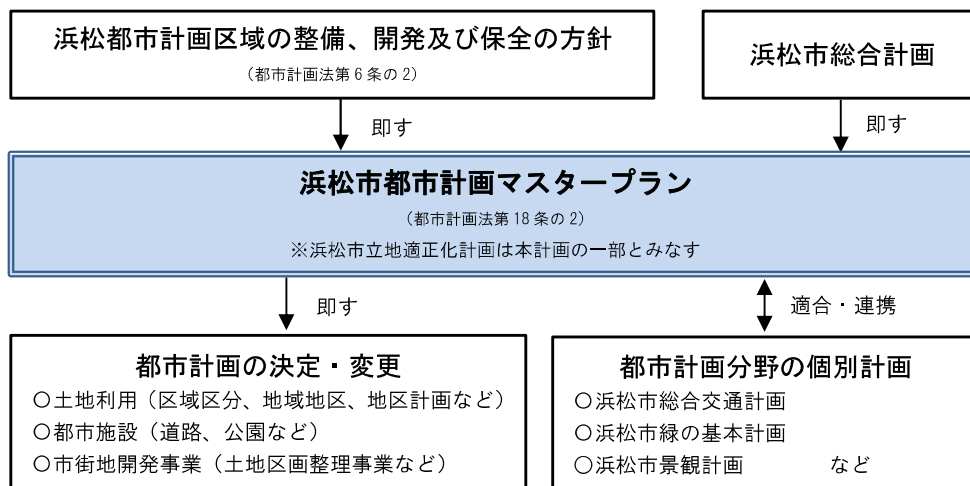 浜松都市計画区域の整備、開発及び保全の方針
（都市計画法第6条の2）
浜松市総合計画
即す
即す
浜松市都市計画マスタープラン
（都市計画法第18条の2）
※浜松市立地適正化計画は本計画の一部とみなす
即す
適合・連携
都市計画の決定・変更
○土地利用（区域区分、地域地区、地区計画など）
○都市施設（道路、公園など）
○市街地開発事業（土地区画整理事業など）
都市計画分野の個別計画
○浜松市総合交通計画
○浜松市緑の基本計画
○浜松市景観計画　　　　など